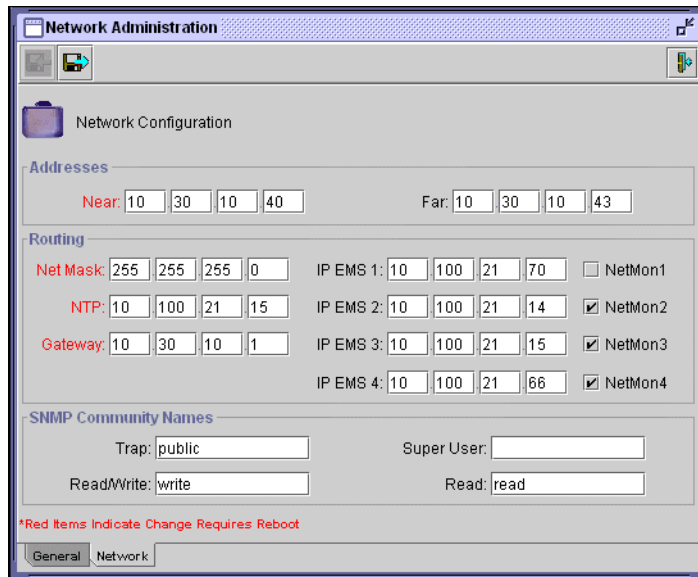 Network Administration
Network Configuration
Addresses
Near: 10 .30 .10 .40 Far: 10 .30 .10 .43
Routing
Net Mask: 255 .255 .255 .0 IP EMS 1: 10 .100 .21 .70 NetMon1
NTP: 10 .100 .21 .15 IP EMS 2: 10 .100 .21 .14 NetMon2
Gateway: 10 .30 .10 .1 IP EMS 3: 10 .100 .21 .15 NetMon3
IP EMS 4: 10 .100 .21 .66 NetMon4
SNMP Community Names
Trap: public Super User:
Read/Write: write Read: read
*Red Items Indicate Change Requires Reboot
General Network